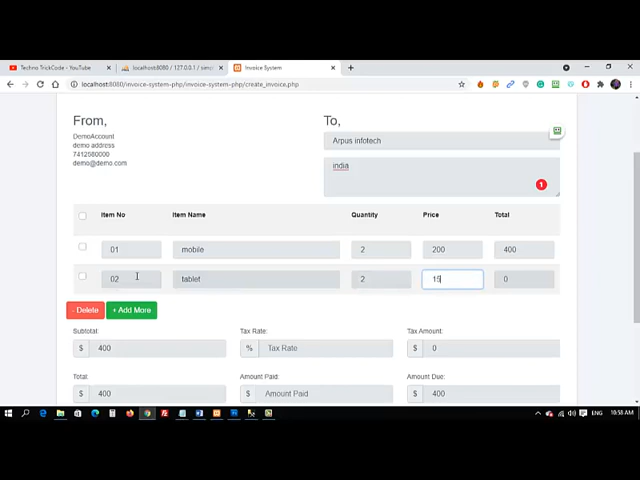 Techno TrickCode - YouTube
localhost:8080 / 127.0.0.1 / simp
Invoice System
localhost:8080/invoice-system-php/invoice-system-php/create_invoice.php
From,
To,
DemoAccount
demo address
7412580000
demo@demo.com
Arpus infotech
india
1
Item No Item Name Quantity Price Total
01 mobile 2 200 400
02 tablet 2 15 0
- Delete + Add More
Subtotal: Tax Rate: Tax Amount:
$ 400 % Tax Rate $ 0
Total: Amount Paid: Amount Due:
$ 400 $ Amount Paid $ 400
ENG 10:58 AM